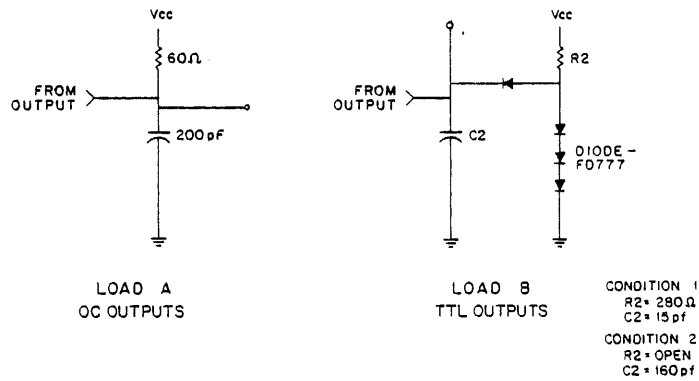 Vcc
60Ω
FROM
OUTPUT
200pF
LOAD A
OC OUTPUTS
Vcc
R2
FROM
OUTPUT
C2
DIODE-
FD777
LOAD B
TTL OUTPUTS
CONDITION 1
R2= 280Ω
C2= 15pf
CONDITION 2
R2= OPEN
C2= 160pf